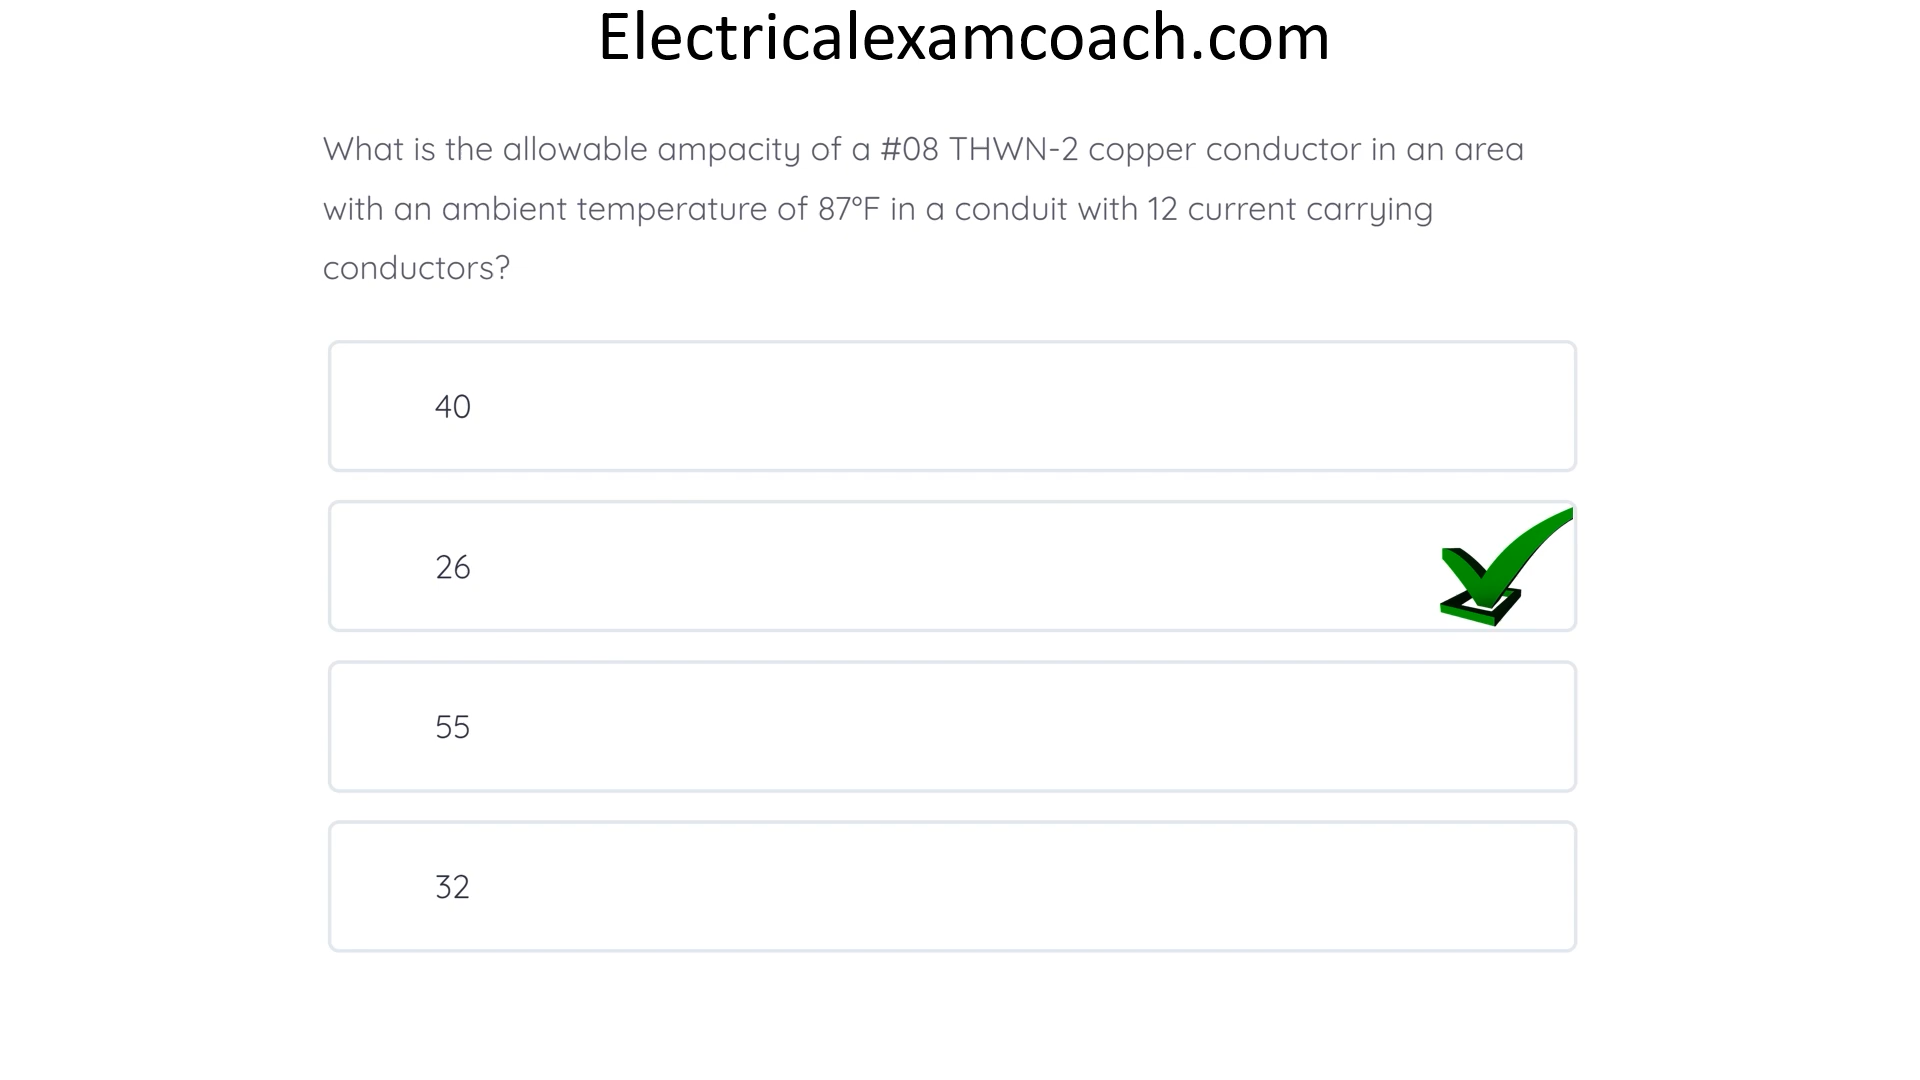 Electricalexamcoach.com
What is the allowable ampacity of a #08 THWN-2 copper conductor in an area
with an ambient temperature of 87°F in a conduit with 12 current carrying
conductors?
40
26
55
32